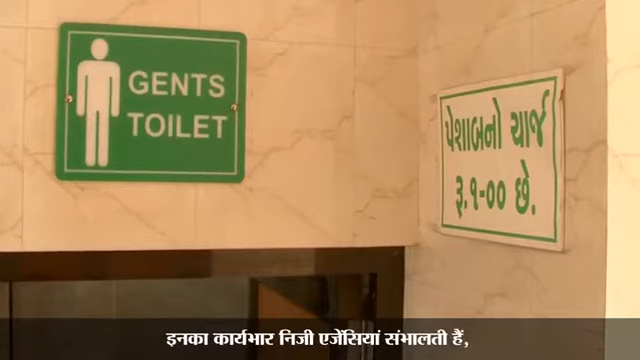 GENTS
TOILET
પેશાબનો ચાર્જ
રૂ.૧-૦૦ છે.
इनका कार्यभार निजी एजेंसियां संभालती हैं,